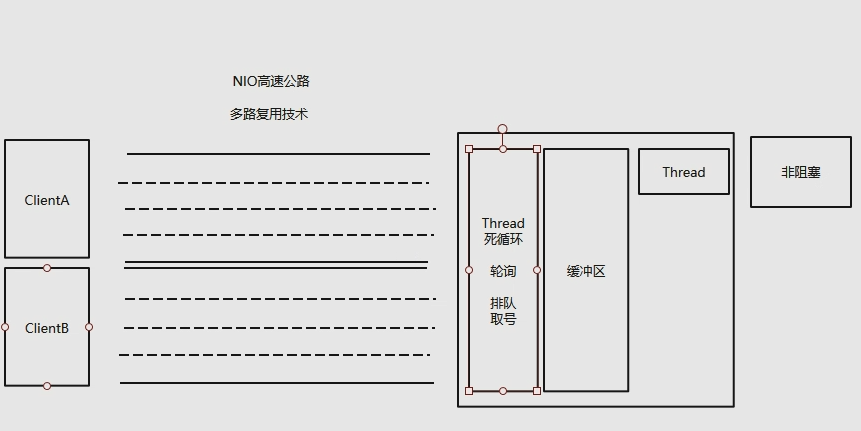 NIO高速公路
多路复用技术
ClientA
ClientB
Thread
死循环
轮询
排队
取号
缓冲区
Thread
非阻塞